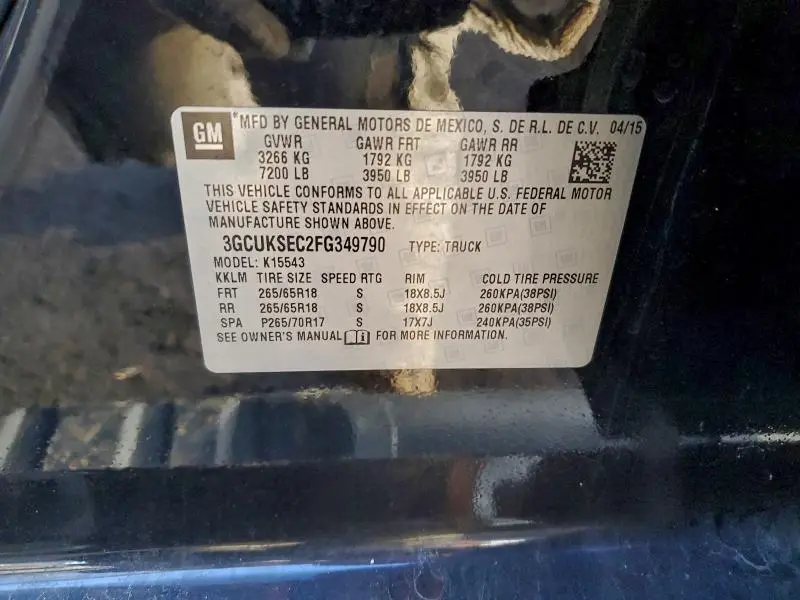 GM
*MFD BY GENERAL MOTORS DE MEXICO, S. DE R.L. DE C.V. 04/15
GVWR GAWR FRT GAWR RR
3266 KG 1792 KG 1792 KG
7200 LB 3950 LB 3950 LB
THIS VEHICLE CONFORMS TO ALL APPLICABLE U.S. FEDERAL MOTOR
VEHICLE SAFETY STANDARDS IN EFFECT ON THE DATE OF
MANUFACTURE SHOWN ABOVE.
3GCUKSEC2FG349790 TYPE: TRUCK
MODEL: K15543
KKLM TIRE SIZE SPEED RTG RIM COLD TIRE PRESSURE
FRT 265/65R18 S 18X8.5J 260KPA(38PSI)
RR 265/65R18 S 18X8.5J 260KPA(38PSI)
SPA P265/70R17 S 17X7J 240KPA(35PSI)
SEE OWNER'S MANUAL FOR MORE INFORMATION.